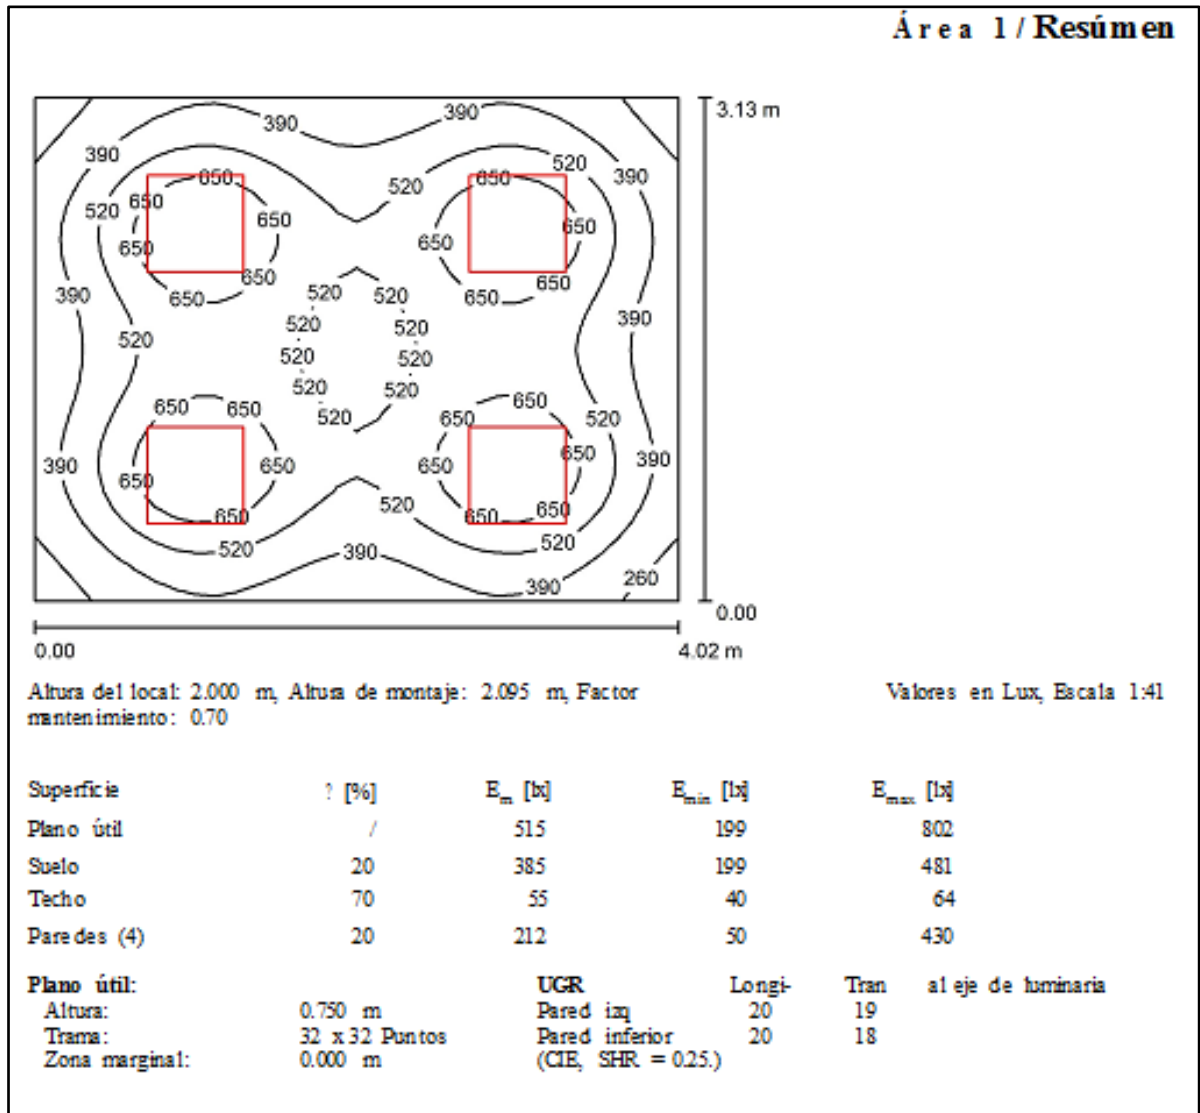 Área 1 / Resúmen
3.13 m
390 390
390 520 390
650 650 520
650 520 650 650
650 650 650
650 650
650 650
390 520 520 390
520 520
520 520 520
520 520
520 520
650 650 650 650 520
390 650 650 650 650 390
650 520 650 650
650 520 390 520
390 260
0.00
0.00 4.02 m
Altura del local: 2.000 m, Altura de montaje: 2.095 m, Factor
mantenimiento: 0.70
Valores en Lux, Escala 1:41
Superficie ? [%] Em [lx] Emin [lx] Emax [lx]
Plano útil / 515 199 802
Suelo 20 385 199 481
Techo 70 55 40 64
Paredes (4) 20 212 50 430
Plano útil: UGR Longi- Tran al eje de luminaria
Altura: 0.750 m Pared izq 20 19
Trama: 32 x 32 Puntos Pared inferior 20 18
Zona marginal: 0.000 m (CIE, SHR = 0.25.)